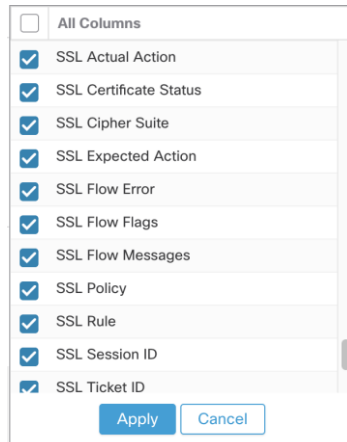 All Columns
SSL Actual Action
SSL Certificate Status
SSL Cipher Suite
SSL Expected Action
SSL Flow Error
SSL Flow Flags
SSL Flow Messages
SSL Policy
SSL Rule
SSL Session ID
SSL Ticket ID
Apply Cancel